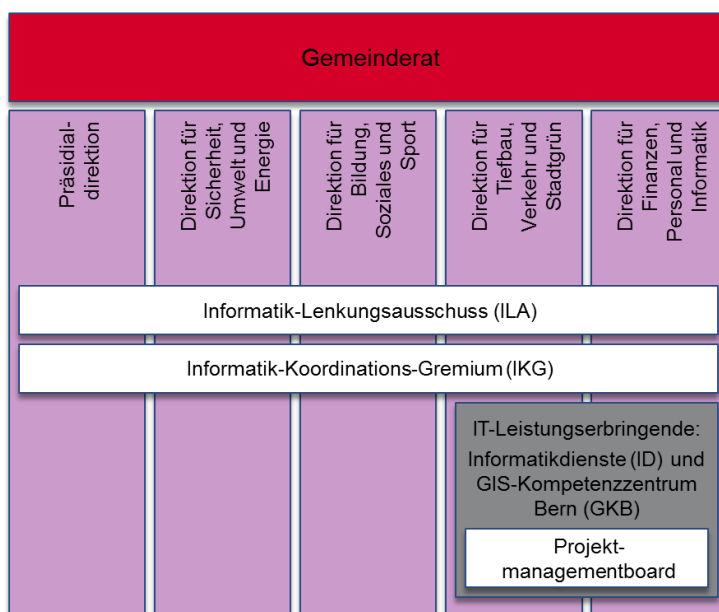 Gemeinderat
Präsidial-
direktion
Direktion für
Sicherheit,
Umwelt und
Energie
Direktion für
Bildung,
Soziales und
Sport
Direktion für
Tiefbau,
Verkehr und
Stadtgrün
Direktion für
Finanzen,
Personal und
Informatik
Informatik-Lenkungsausschuss (ILA)
Informatik-Koordinations-Gremium (IKG)
IT-Leistungserbringende:
Informatikdienste (ID) und
GIS-Kompetenzzentrum
Bern (GKB)
Projekt-
managementboard